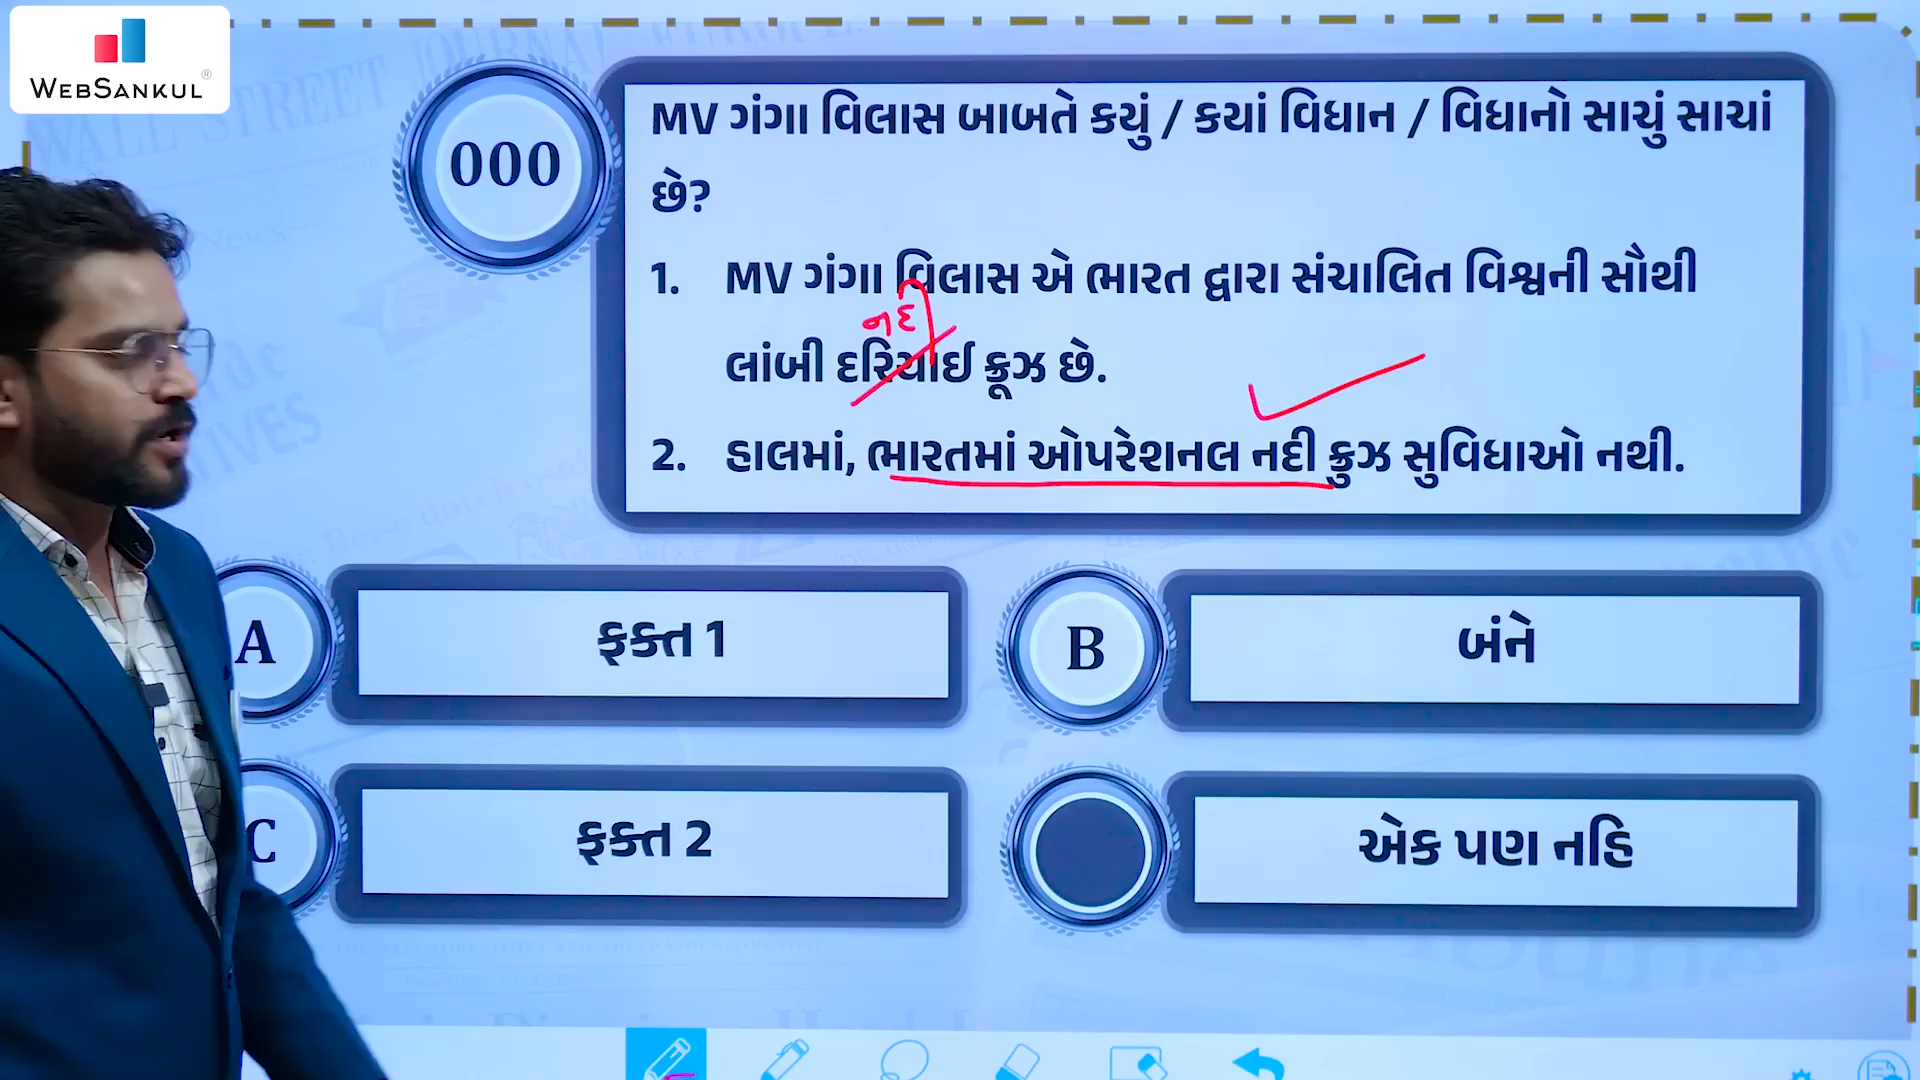 WEBSANKUL®
000
MV ગંગા વિલાસ બાબતે કયું / કયાં વિધાન / વિધાનો સાચું સાચાં
છે?
1. MV ગંગા વિલાસ એ ભારત દ્વારા સંચાલિત વિશ્વની સૌથી
નદી
લાંબી દરિયાઈ ક્રૂઝ છે.
2. હાલમાં, ભારતમાં ઓપરેશનલ નદી ક્રુઝ સુવિધાઓ નથી.
A ફક્ત 1
B બંને
C ફક્ત 2
એક પણ નહિ